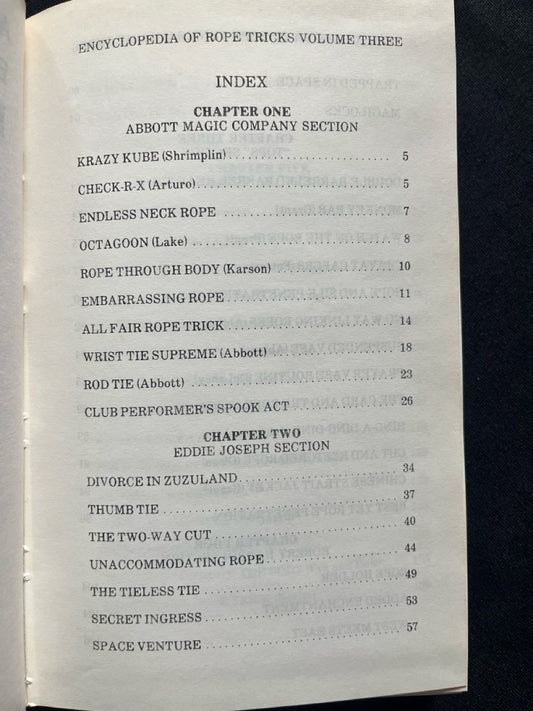 ENCYCLOPEDIA OF ROPE TRICKS VOLUME THREE
INDEX
CHAPTER ONE
ABBOTT MAGIC COMPANY SECTION
KRAZY KUBE (Shrimplin) 5
CHECK-R-X (Arturo) 5
ENDLESS NECK ROPE 7
OCTAGOON (Lake) 8
ROPE THROUGH BODY (Karson) 10
EMBARRASSING ROPE 11
ALL FAIR ROPE TRICK 14
WRIST TIE SUPREME (Abbott) 18
ROD TIE (Abbott) 23
CLUB PERFORMER'S SPOOK ACT 26
CHAPTER TWO
EDDIE JOSEPH SECTION
DIVORCE IN ZUZULAND 34
THUMB TIE 37
THE TWO-WAY CUT 40
UNACCOMMODATING ROPE 44
THE TIELESS TIE 49
SECRET INGRESS 53
SPACE VENTURE 57